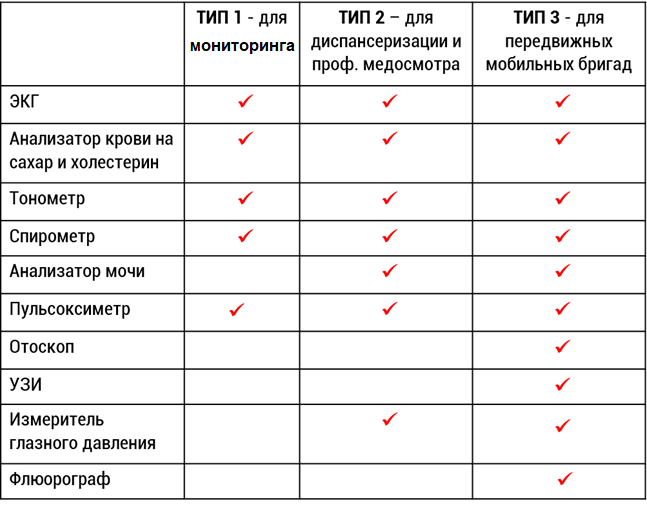 ТИП 1 - для
мониторинга
ТИП 2 – для
диспансеризации и
проф. медосмотра
ТИП 3 - для
передвижных
мобильных бригад
ЭКГ
✓ ✓ ✓
Анализатор крови на
сахар и холестерин
✓ ✓ ✓
Тонометр
✓ ✓ ✓
Спирометр
✓ ✓ ✓
Анализатор мочи
✓ ✓
Пульсоксиметр
✓ ✓ ✓
Отоскоп
✓
УЗИ
✓
Измеритель
глазного давления
✓ ✓
Флюорограф
✓